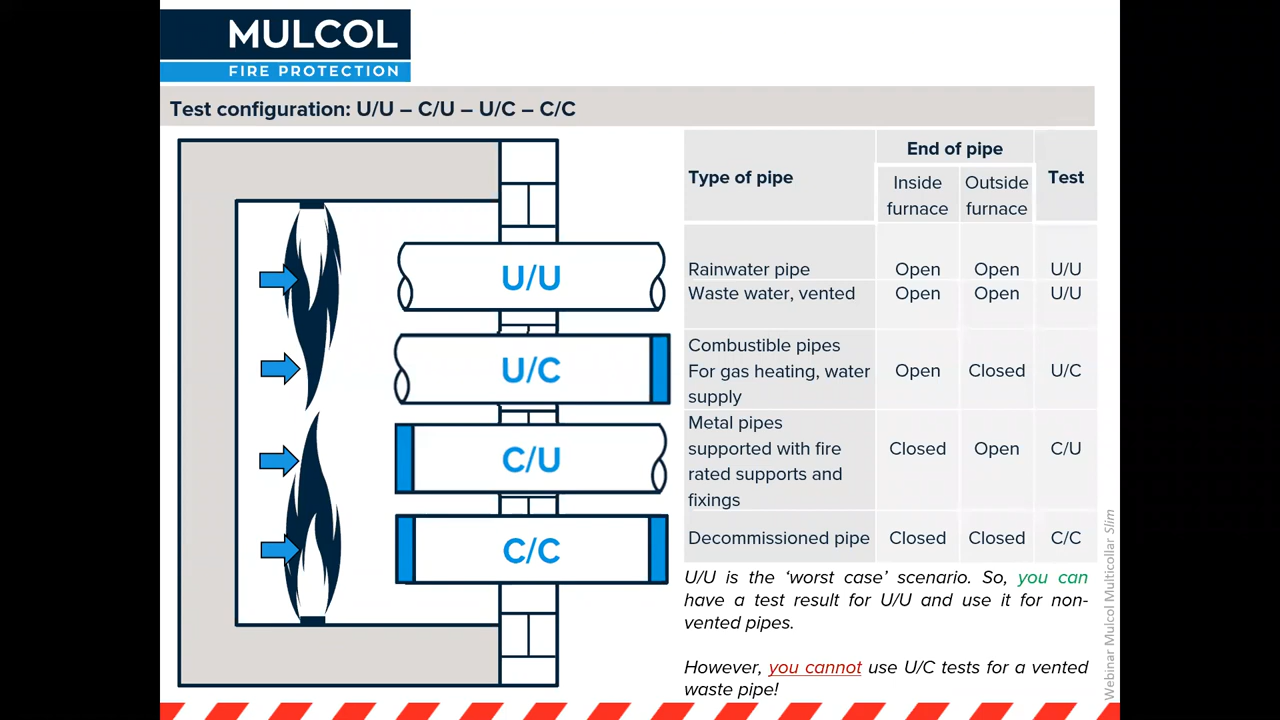 MULCOL
FIRE PROTECTION
Test configuration: U/U – C/U – U/C – C/C
U/U
U/C
C/U
C/C
Type of pipe
End of pipe
Test
Inside
furnace
Outside
furnace
Rainwater pipe Open Open U/U
Waste water, vented Open Open U/U
Combustible pipes
For gas heating, water Open Closed U/C
supply
Metal pipes
supported with fire Closed Open C/U
rated supports and
fixings
Decommissioned pipe Closed Closed C/C
U/U is the ‘worst case’ scenario. So, you can
have a test result for U/U and use it for non-
vented pipes.
However, you cannot use U/C tests for a vented
waste pipe!
Webinar Mulcol Multicollar Slim